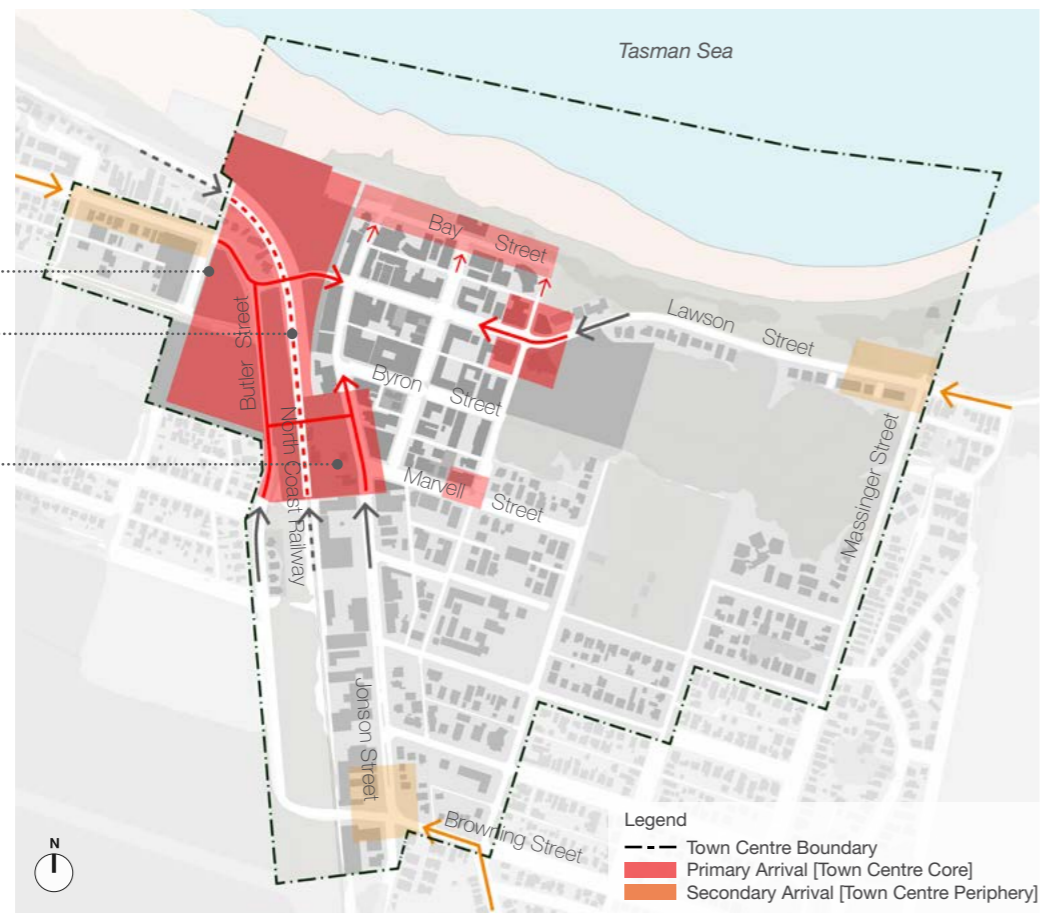 Tasman Sea
Bay Street
Lawson Street
Butler Street
Byron Street
North Coast Railway
Marvell Street
Massinger Street
Jonson Street
Browning Street
N
Legend
Town Centre Boundary
Primary Arrival [Town Centre Core]
Secondary Arrival [Town Centre Periphery]